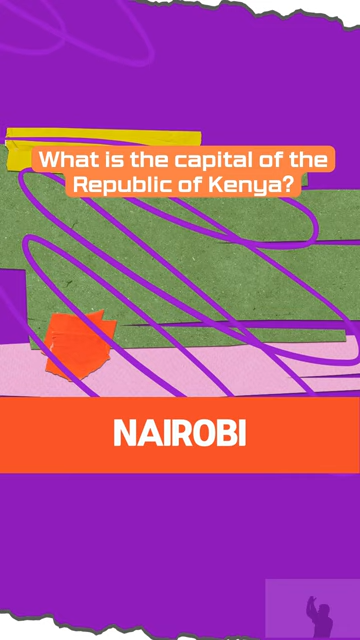 What is the capital of the
Republic of Kenya?
NAIROBI